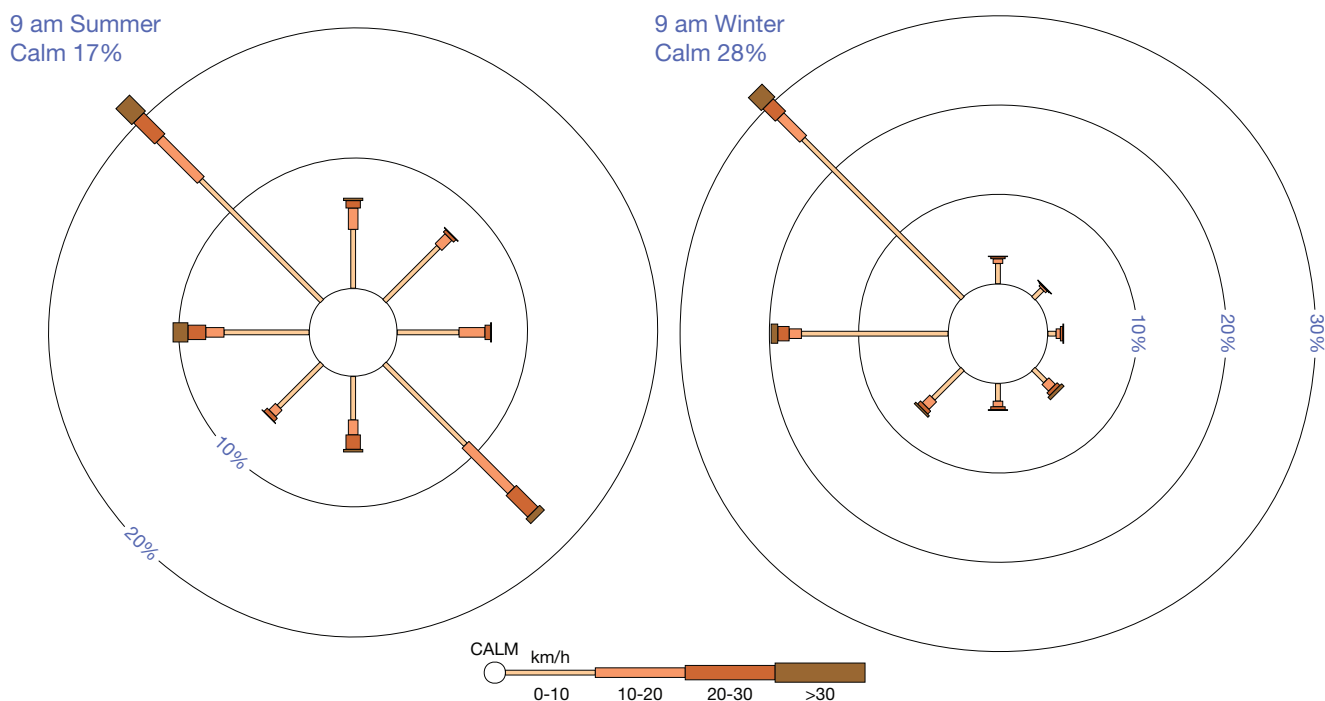 9 am Summer
Calm 17%
10%
20%
9 am Winter
Calm 28%
10%
20%
30%
CALM
km/h
0-10
10-20
20-30
>30